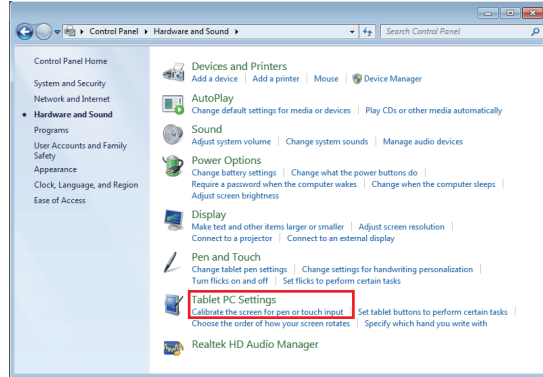 Control Panel Hardware and Sound Search Control Panel
Control Panel Home
System and Security
Network and Internet
Hardware and Sound
Programs
User Accounts and Family
Safety
Appearance
Clock, Language, and Region
Ease of Access
Devices and Printers
Add a device Add a printer Mouse Device Manager
AutoPlay
Change default settings for media or devices Play CDs or other media automatically
Sound
Adjust system volume Change system sounds Manage audio devices
Power Options
Change battery settings Change what the power buttons do
Require a password when the computer wakes Change when the computer sleeps
Adjust screen brightness
Display
Make text and other items larger or smaller Adjust screen resolution
Connect to a projector Connect to an external display
Pen and Touch
Change tablet pen settings Change settings for handwriting personalization
Turn flicks on and off Set flicks to perform certain tasks
Tablet PC Settings
Calibrate the screen for pen or touch input Set tablet buttons to perform certain tasks
Choose the order of how your screen rotates Specify which hand you write with
Realtek HD Audio Manager